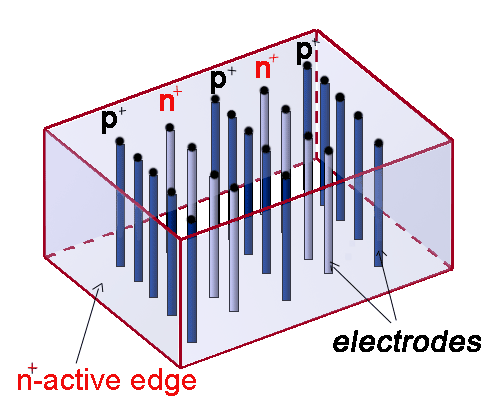 p+
n+
p+
n+
p+
electrodes
n+-active edge